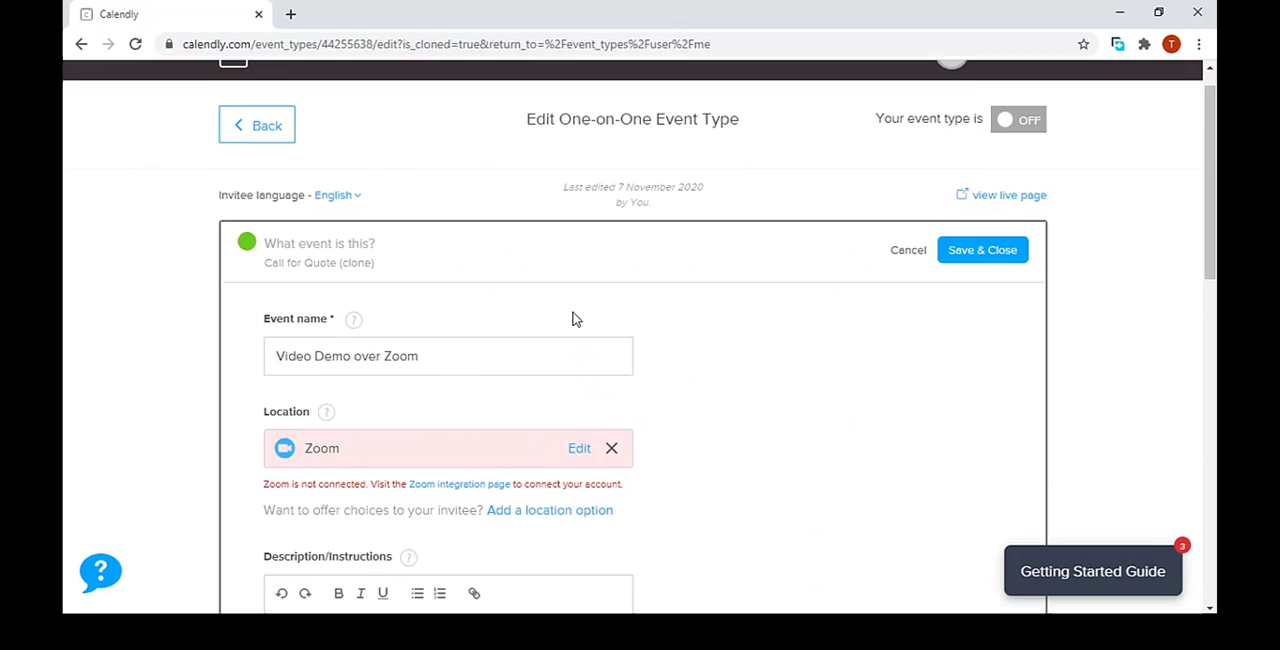 Calendly
calendly.com/event_types/44255638/edit?is_cloned=true&return_to=%2Fevent_types%2Fuser%2Fme
T
Back
Edit One-on-One Event Type
Your event type is
OFF
Invitee language - English
Last edited 7 November 2020
by You.
view live page
What event is this?
Call for Quote (clone)
Cancel
Save & Close
Event name *
?
Video Demo over Zoom
Location
?
Zoom
Edit
Zoom is not connected. Visit the Zoom integration page to connect your account.
Want to offer choices to your invitee? Add a location option
Description/Instructions
?
B I U
?
3
Getting Started Guide